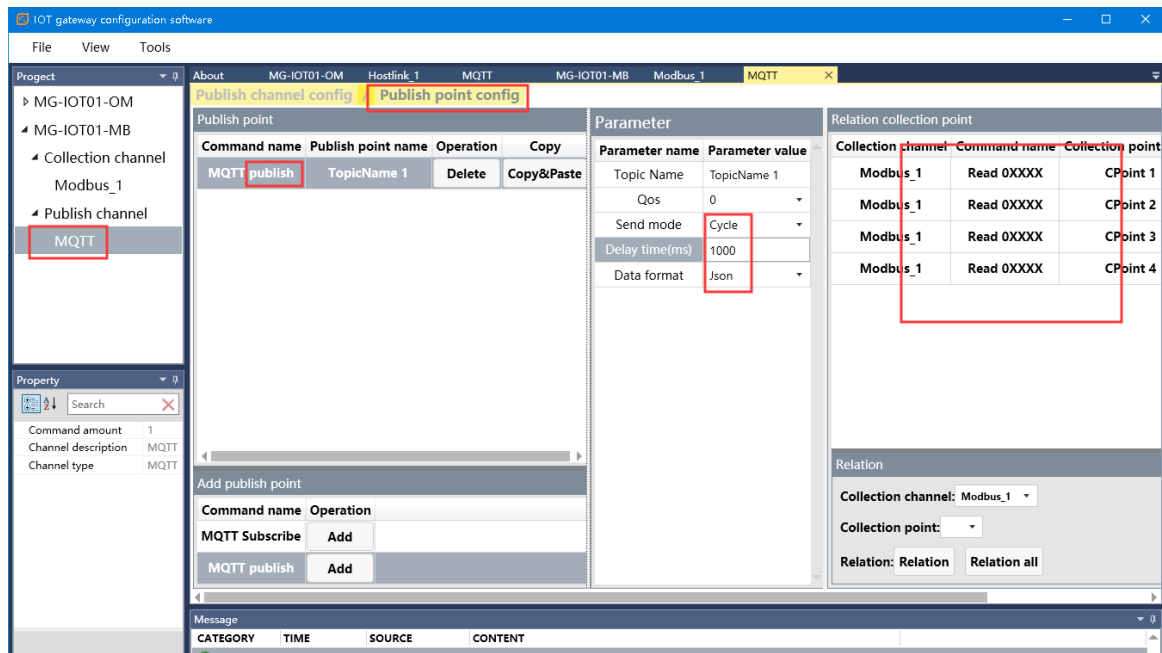 IOT gateway configuration software
File View Tools
Progect
MG-IOT01-OM
MG-IOT01-MB
Collection channel
Modbus_1
Publish channel
MQTT
Property
Search
Command amount 1
Channel description MQTT
Channel type MQTT
About MG-IOT01-OM Hostlink_1 MQTT MG-IOT01-MB Modbus_1 MQTT
Publish channel config / Publish point config
Publish point
Command name Publish point name Operation Copy
MQTT publish TopicName 1 Delete Copy&Paste
Add publish point
Command name Operation
MQTT Subscribe Add
MQTT publish Add
Parameter
Parameter name Parameter value
Topic Name TopicName 1
Qos 0
Send mode Cycle
Delay time(ms) 1000
Data format Json
Relation collection point
Collection channel Command name Collection point
Modbus_1 Read 0XXXX CPoint 1
Modbus_1 Read 0XXXX CPoint 2
Modbus_1 Read 0XXXX CPoint 3
Modbus_1 Read 0XXXX CPoint 4
Relation
Collection channel: Modbus_1
Collection point:
Relation: Relation Relation all
Message
CATEGORY TIME SOURCE CONTENT